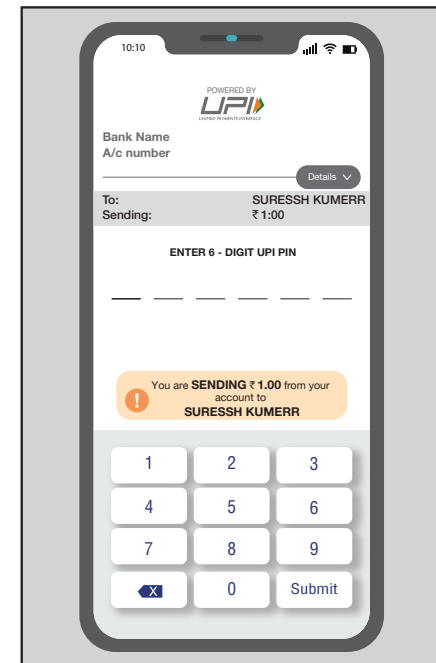 10:10
POWERED BY
UPI
UNIFIED PAYMENTS INTERFACE
Bank Name
A/c number
Details
To: SURESSH KUMERR
Sending: ₹ 1:00
ENTER 6 - DIGIT UPI PIN
You are SENDING ₹ 1.00 from your
account to
SURESSH KUMERR
1 2 3
4 5 6
7 8 9
X 0 Submit